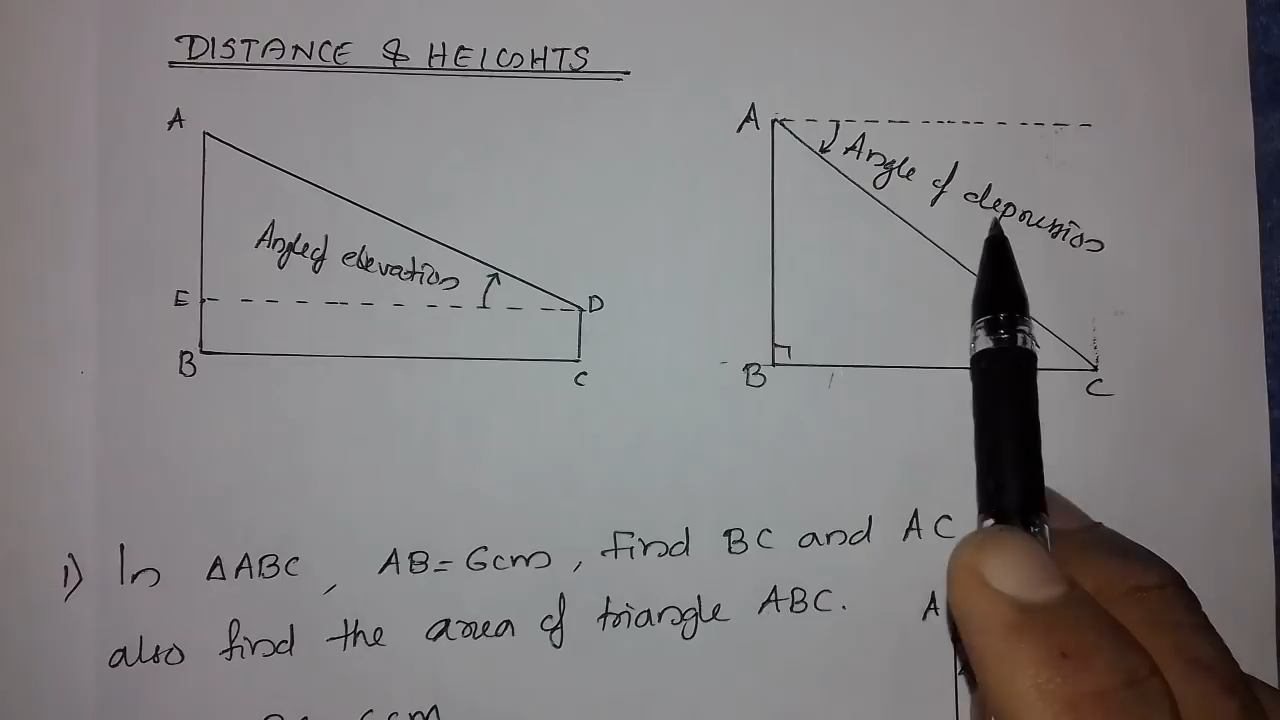 DISTANCE & HEIGHTS
A
Angle of elevation
E
D
B
C
A
Angle of depression
B
C
1) In ΔABC, AB = 6cm, find BC and AC
also find the area of triangle ABC.
A